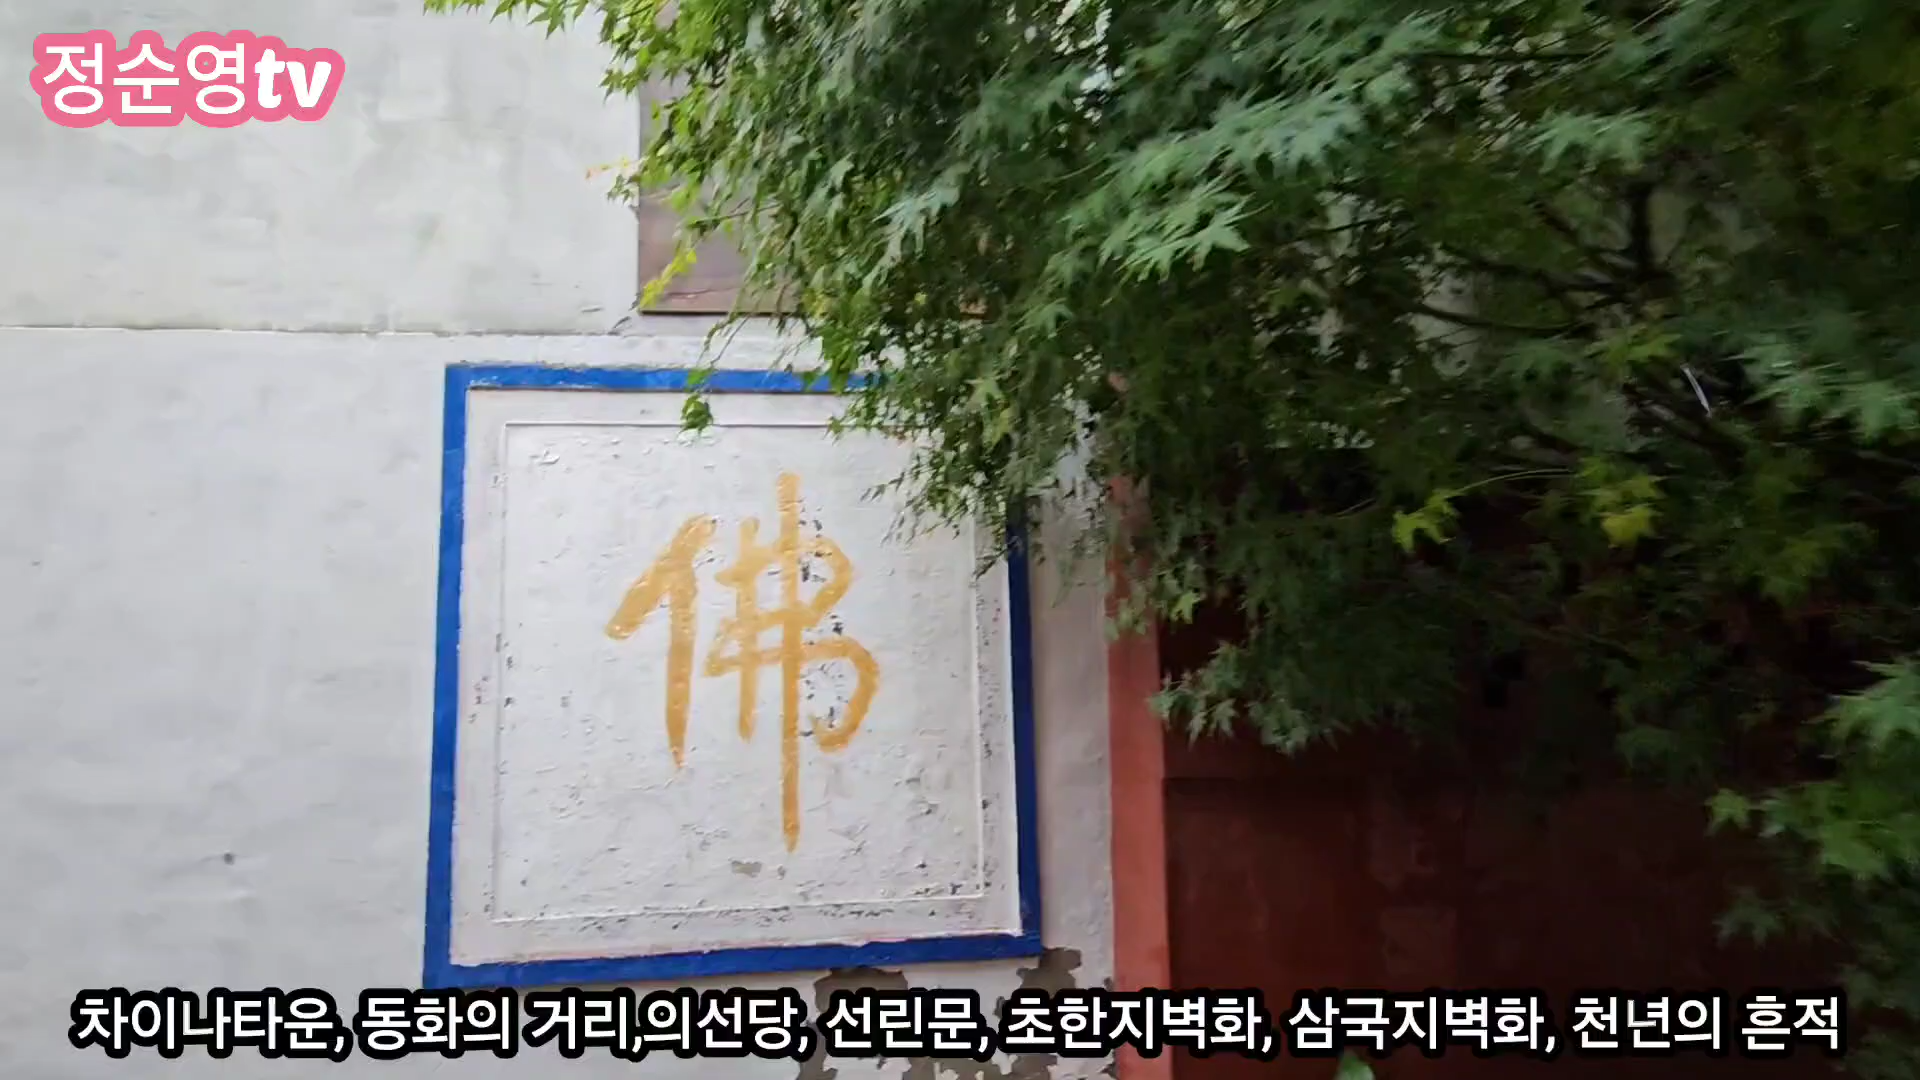 정순영tv
佛
차이나타운, 동화의 거리,의선당, 선린문, 초한지벽화, 삼국지벽화, 천년의 흔적